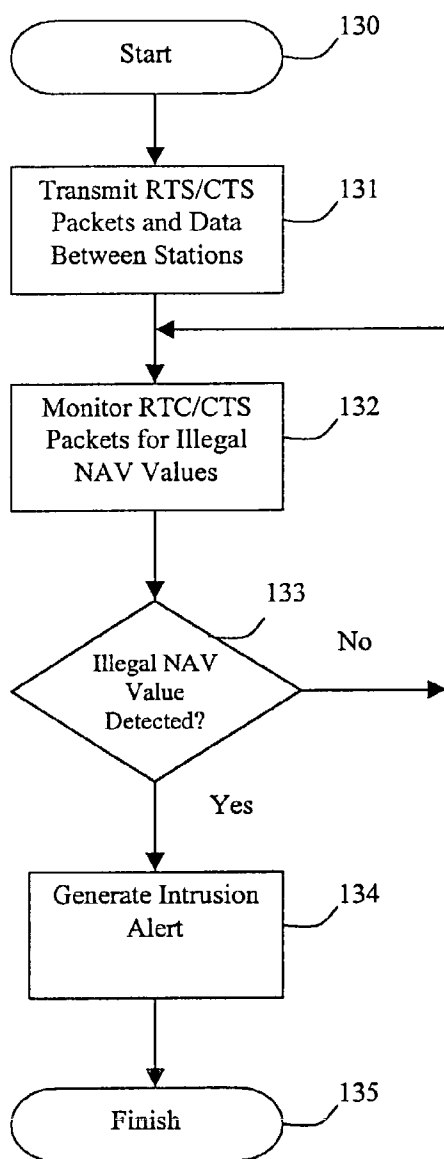 130
Start
131
Transmit RTS/CTS
Packets and Data
Between Stations
132
Monitor RTC/CTS
Packets for Illegal
NAV Values
133
Illegal NAV
Value
Detected?
No
Yes
134
Generate Intrusion
Alert
135
Finish